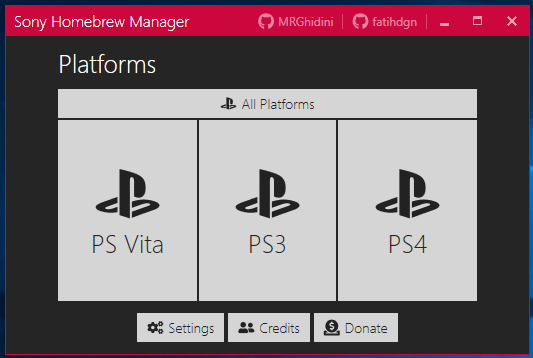 Sony Homebrew Manager MRGhidini fatihdgn
Platforms
All Platforms
PS Vita PS3 PS4
Settings Credits Donate